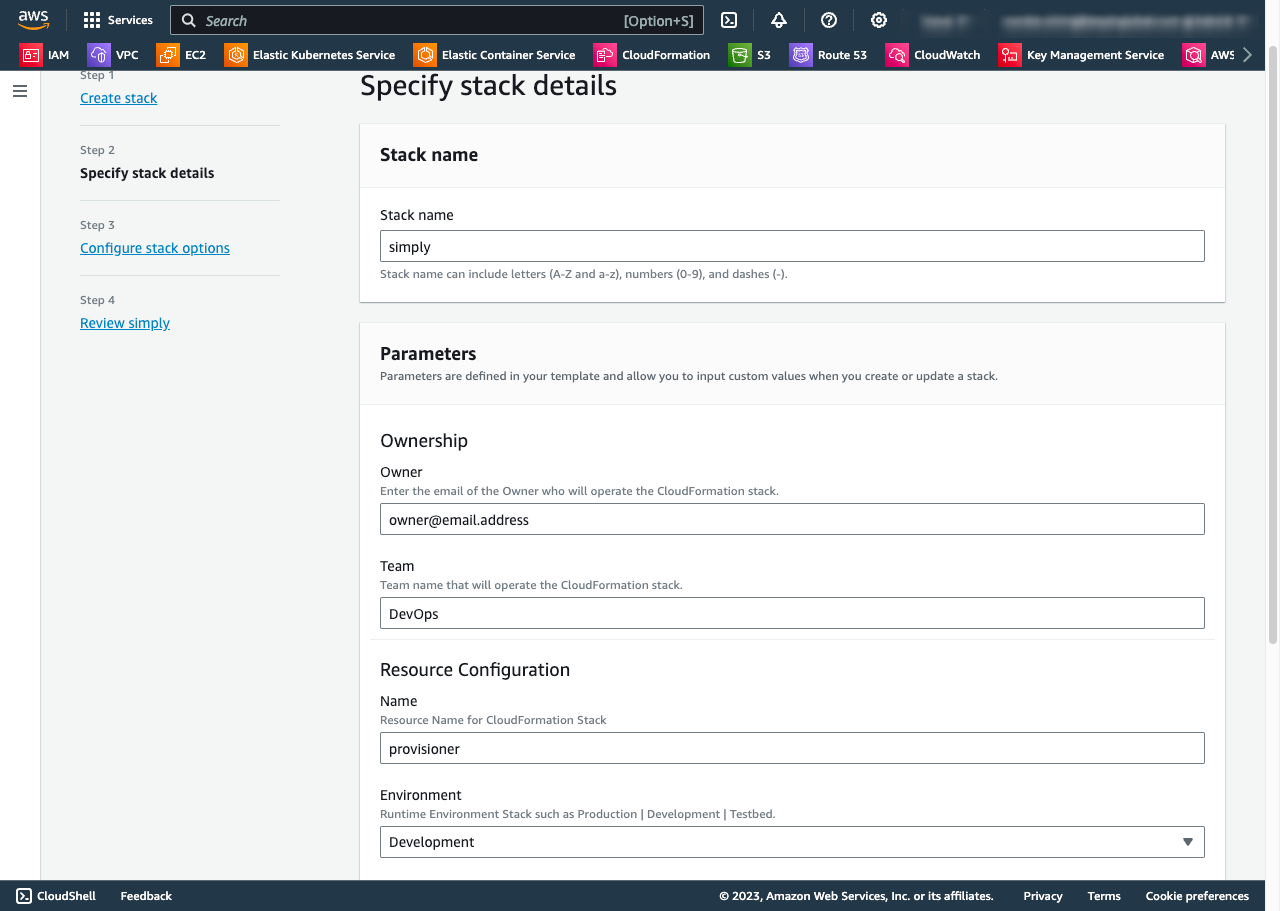 aws
Services
Search
[Option+S]
IAM
VPC
EC2
Elastic Kubernetes Service
Elastic Container Service
CloudFormation
S3
Route 53
CloudWatch
Key Management Service
AWS
Step 1
Create stack
Step 2
Specify stack details
Step 3
Configure stack options
Step 4
Review simply
Specify stack details
Stack name
Stack name
simply
Stack name can include letters (A-Z and a-z), numbers (0-9), and dashes (-).
Parameters
Parameters are defined in your template and allow you to input custom values when you create or update a stack.
Ownership
Owner
Enter the email of the Owner who will operate the CloudFormation stack.
owner@email.address
Team
Team name that will operate the CloudFormation stack.
DevOps
Resource Configuration
Name
Resource Name for CloudFormation Stack
provisioner
Environment
Runtime Environment Stack such as Production | Development | Testbed.
Development
CloudShell
Feedback
© 2023, Amazon Web Services, Inc. or its affiliates.
Privacy
Terms
Cookie preferences